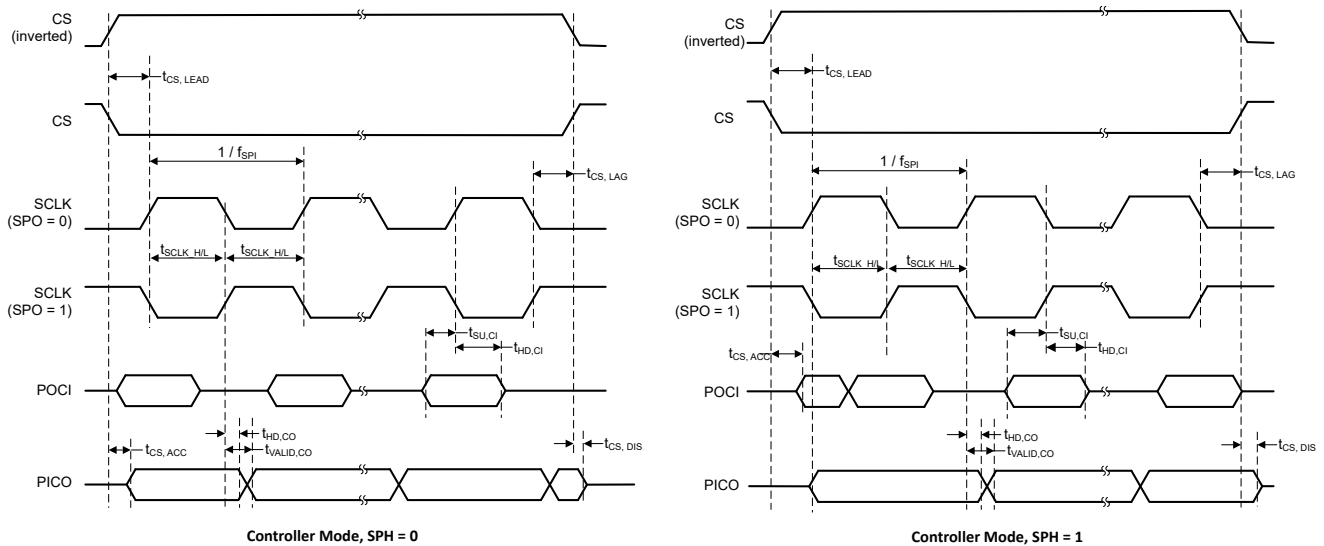 CS
(inverted)
tCS, LEAD
CS
1 / fSPI
tCS, LAG
SCLK
(SPO = 0)
tSCLK_H/L
tSCLK_H/L
SCLK
(SPO = 1)
tSU,CI
tHD,CI
POCI
tHD,CO
tCS, ACC
tVALID,CO
tCS, DIS
PICO
Controller Mode, SPH = 0
CS
(inverted)
tCS, LEAD
CS
1 / fSPI
tCS, LAG
SCLK
(SPO = 0)
tSCLK_H/L
tSCLK_H/L
SCLK
(SPO = 1)
tSU,CI
tCS, ACC
tHD,CI
POCI
tHD,CO
tVALID,CO
tCS, DIS
PICO
Controller Mode, SPH = 1